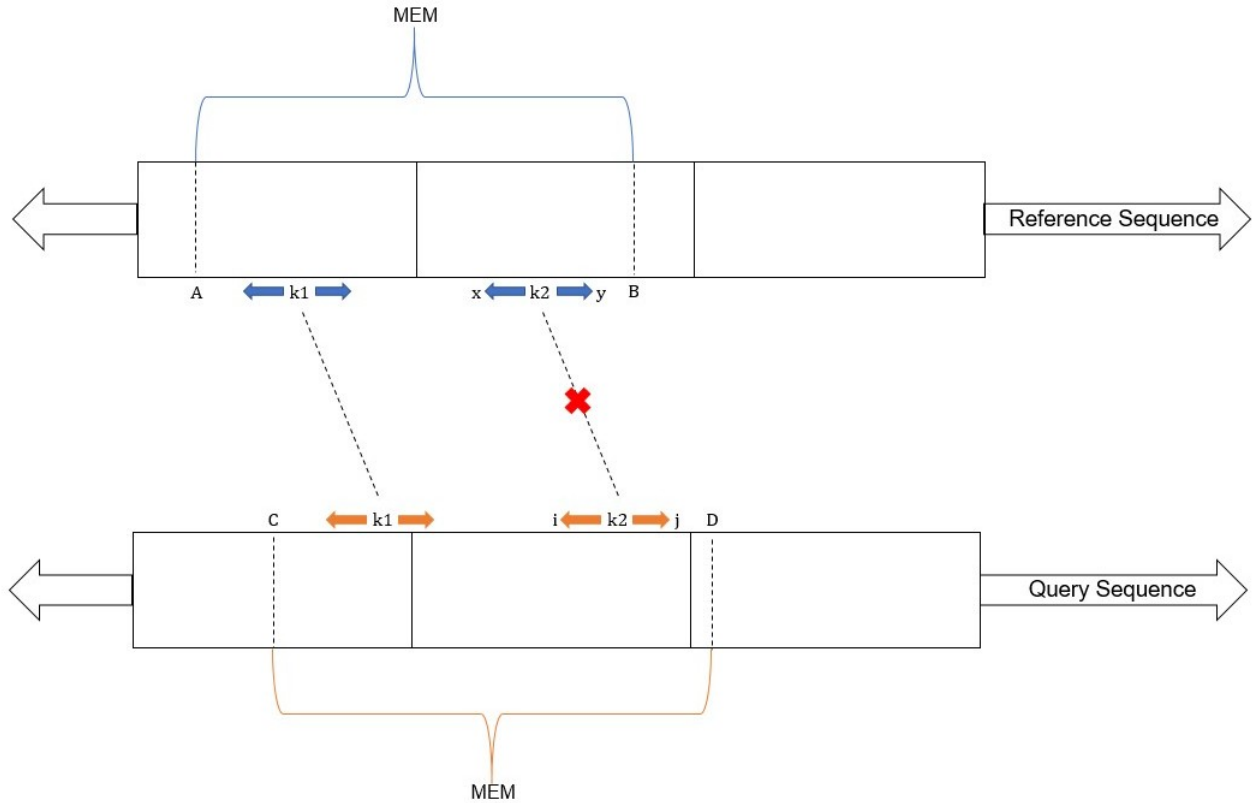 MEM
Reference Sequence
A k1 x k2 y B
C k1 i k2 j D
Query Sequence
MEM